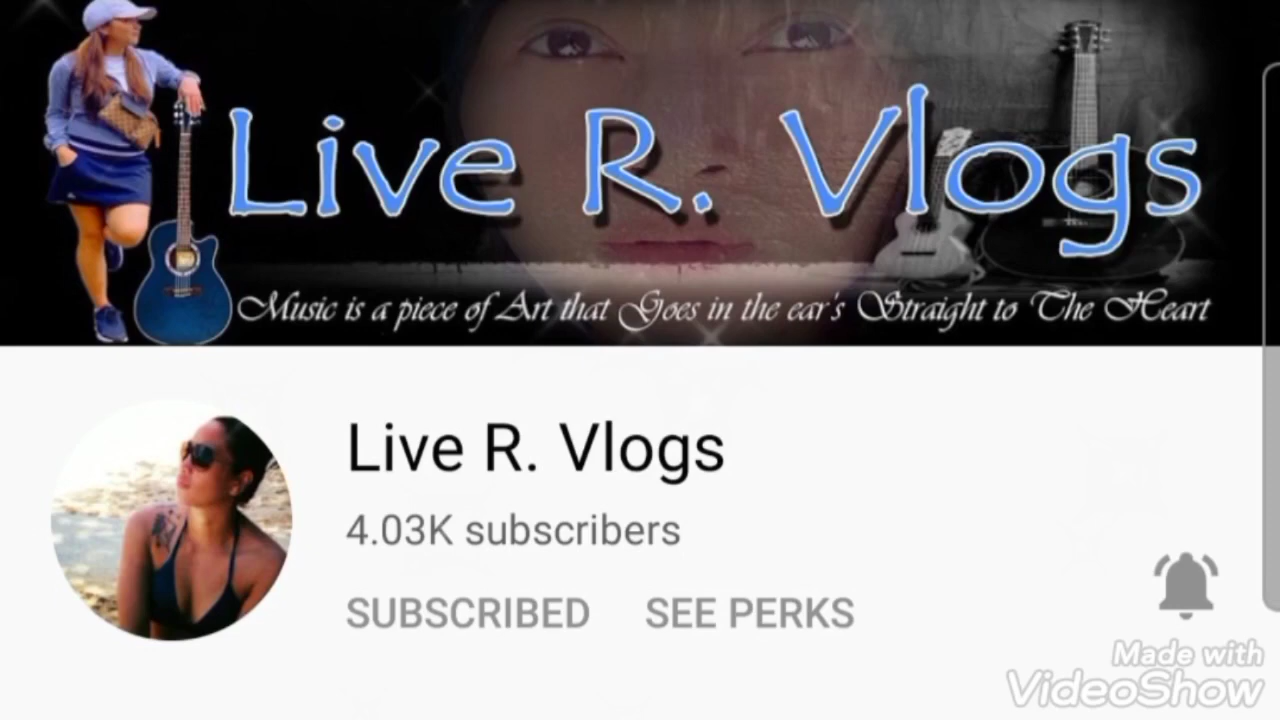 Live R. Vlogs
Music is a piece of Art that Goes in the ear's Straight to The Heart
Live R. Vlogs
4.03K subscribers
SUBSCRIBED SEE PERKS
Made with
VideoShow